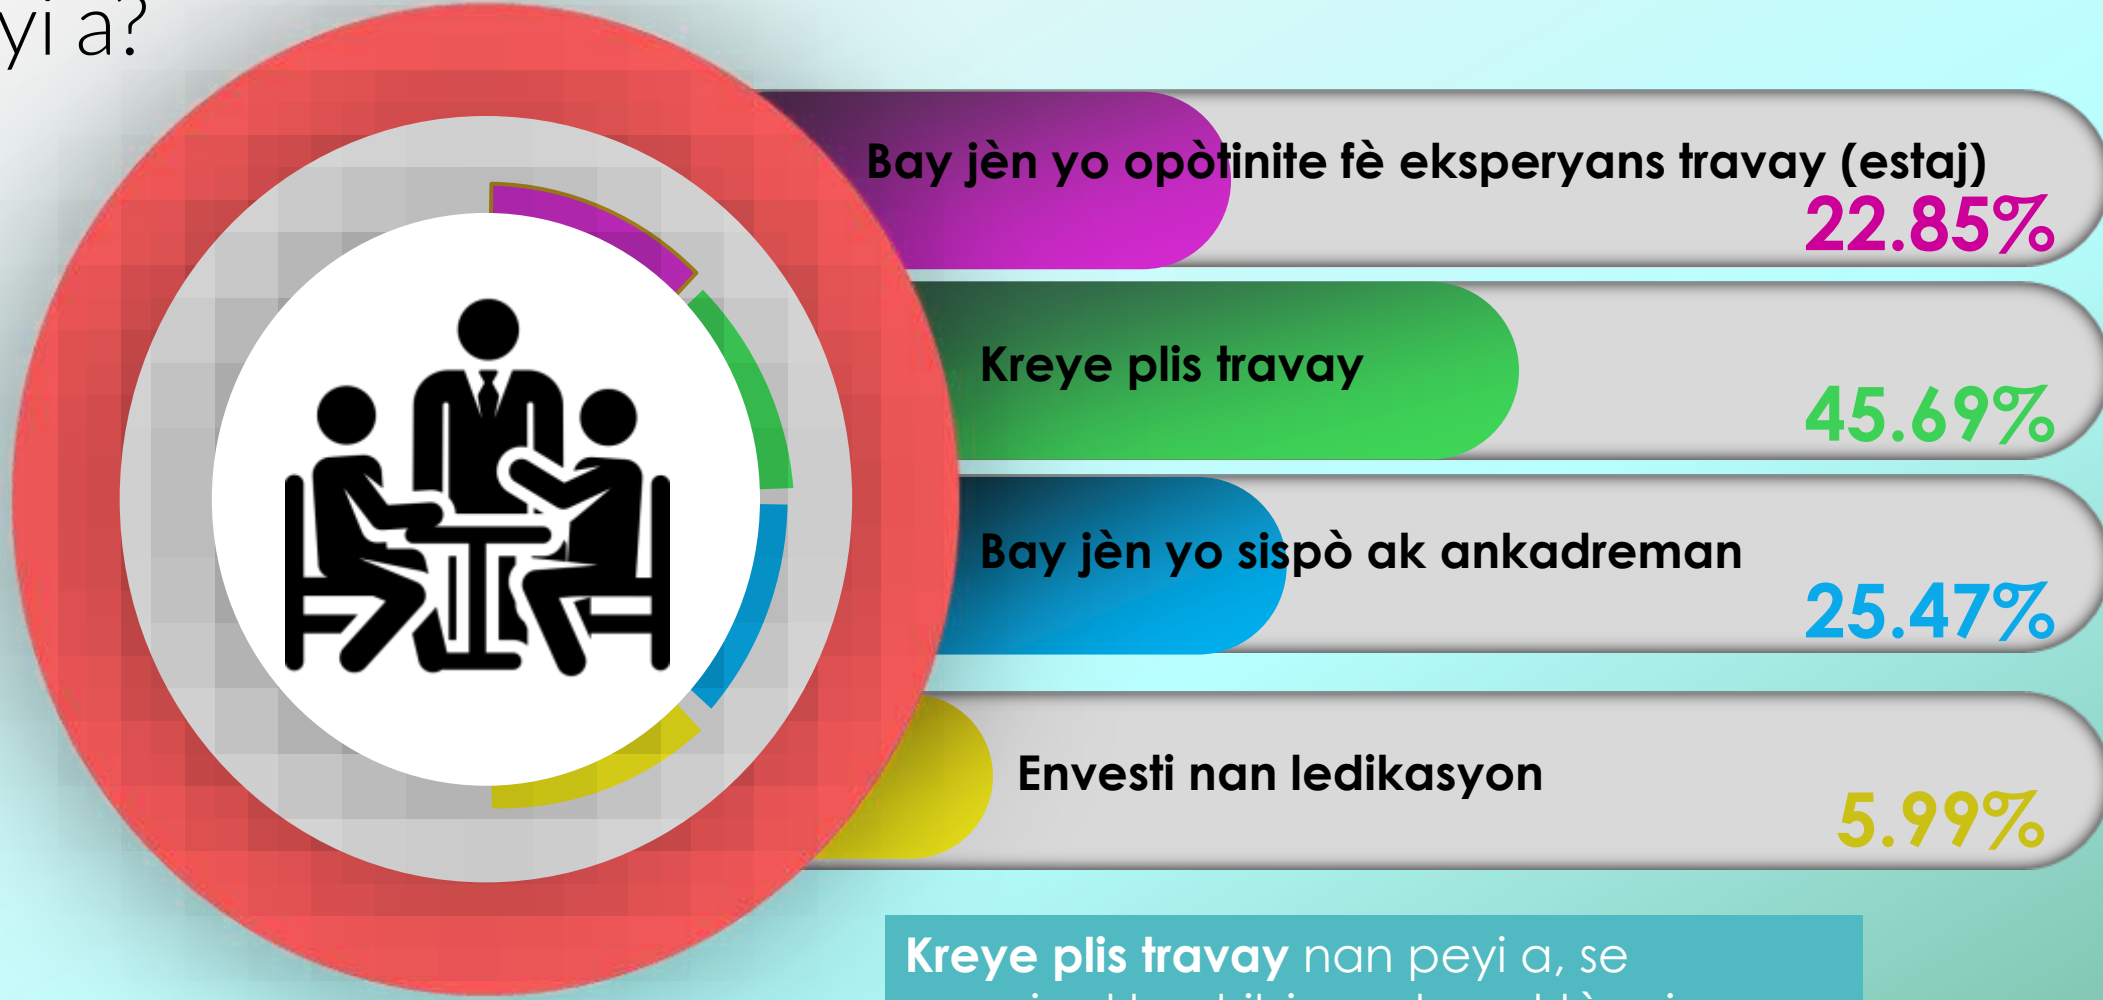 yi a?
Bay jèn yo opòtinite fè eksperyans travay (estaj)
22.85%
Kreye plis travay
45.69%
Bay jèn yo sispò ak ankadreman
25.47%
Envesti nan ledikasyon
5.99%
Kreye plis travay nan peyi a, se